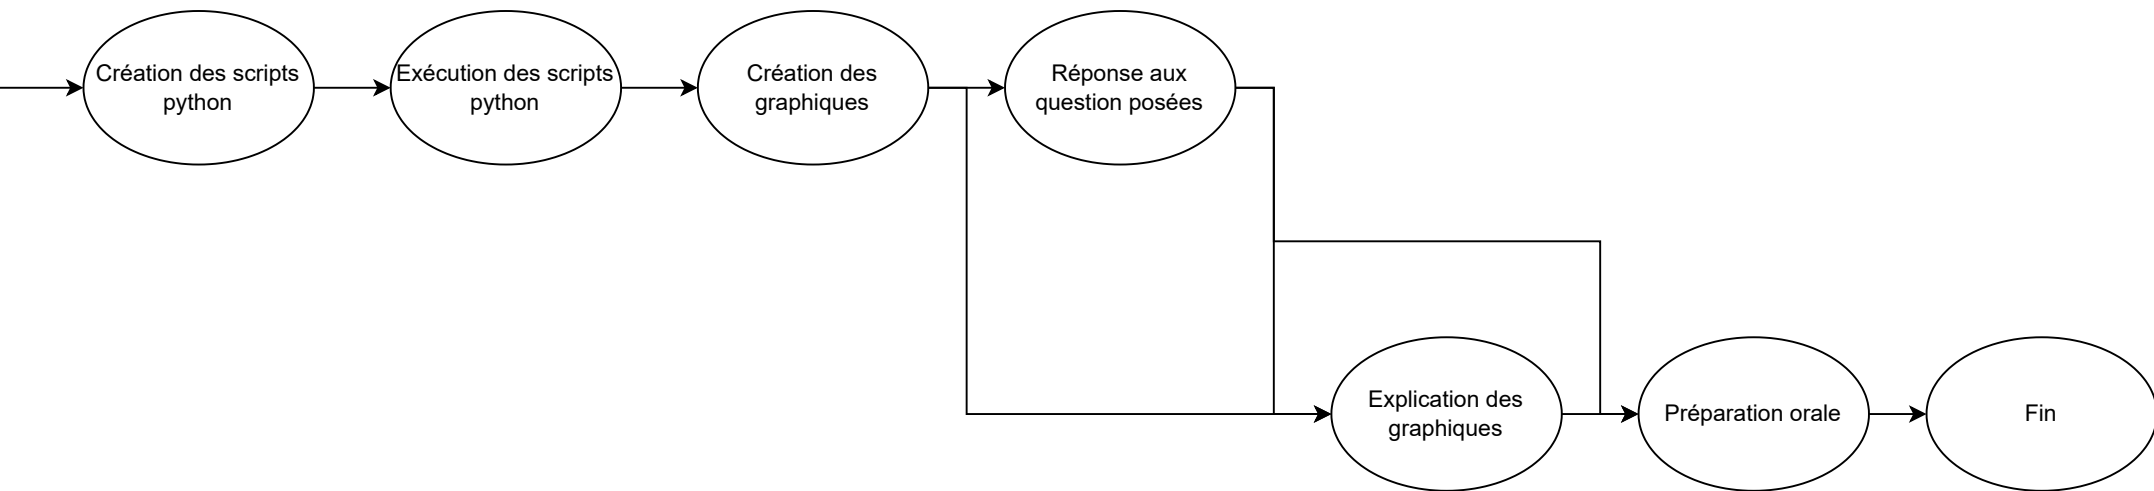 Création des scripts
python
Exécution des scripts
python
Création des
graphiques
Réponse aux
question posées
Explication des
graphiques
Préparation orale
Fin